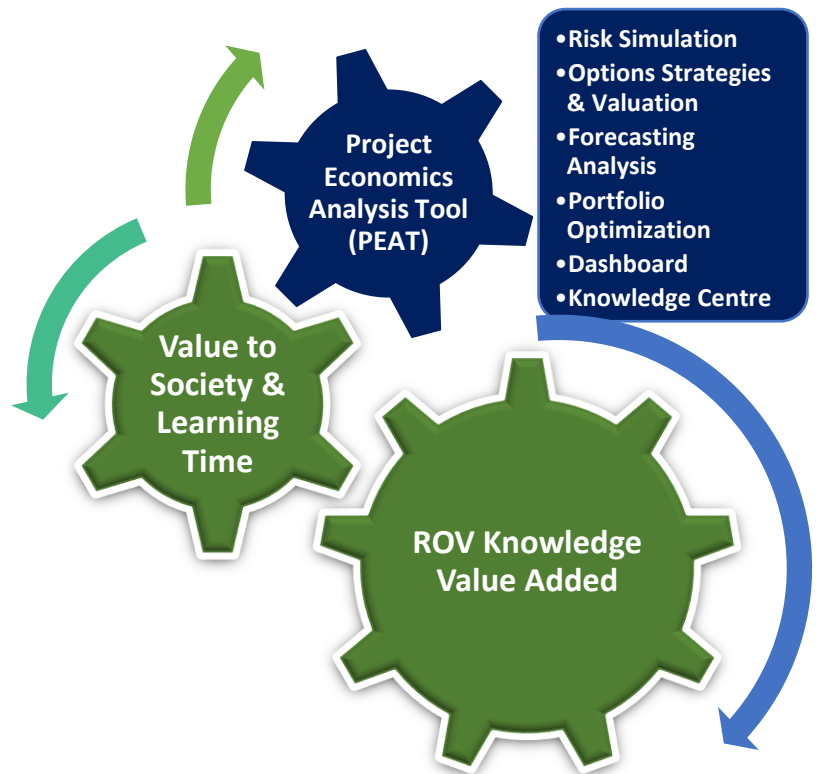 Project
Economics
Analysis Tool
(PEAT)
•Risk Simulation
•Options Strategies
& Valuation
•Forecasting
Analysis
•Portfolio
Optimization
•Dashboard
•Knowledge Centre
Value to
Society &
Learning
Time
ROV Knowledge
Value Added